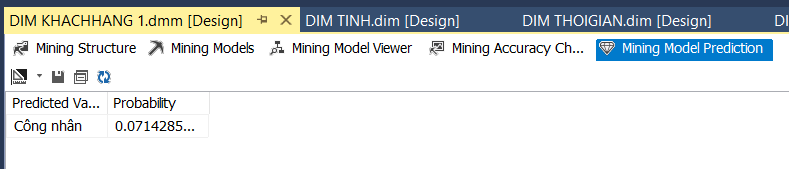 DIM KHACHHANG 1.dmm [Design] DIM TINH.dim [Design] DIM THOIGIAN.dim [Design] DI
Mining Structure Mining Models Mining Model Viewer Mining Accuracy Ch... Mining Model Prediction
Predicted Va... Probability
Công nhân 0.0714285...